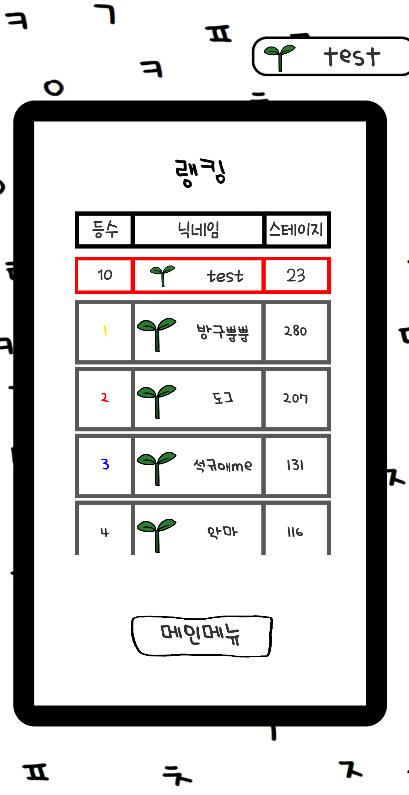 ㅋ ㄱ
ㅍ
test
ㅋ
ㅇ
랭킹
등수 닉네임 스테이지
10 test 23
1 방구뿡뿡 280
2 도그 207
3 석규애me 131
4 악마 116
메인메뉴
ㅈ
ㅍ ㅊ ㅈ